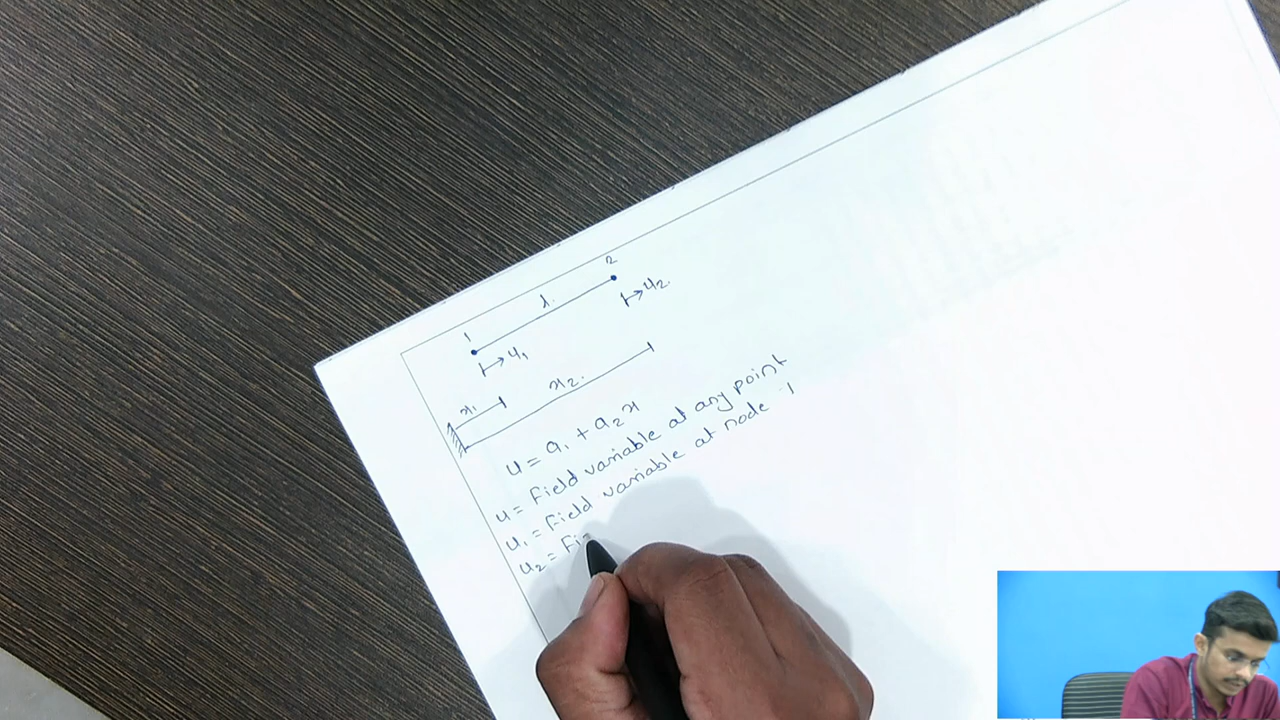 1
2
l.
u₁
u₂.
x₁
x₂.
u = a₁ + a₂x
u = Field variable at any point
u₁ = Field variable at node 1
u₂ = Fi